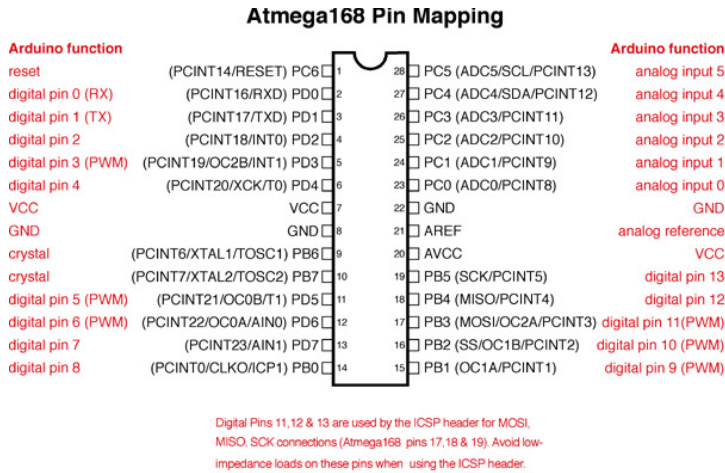 Atmega168 Pin Mapping
Arduino function Arduino function
reset (PCINT14/RESET) PC6 1 28 PC5 (ADC5/SCL/PCINT13) analog input 5
digital pin 0 (RX) (PCINT16/RXD) PD0 2 27 PC4 (ADC4/SDA/PCINT12) analog input 4
digital pin 1 (TX) (PCINT17/TXD) PD1 3 26 PC3 (ADC3/PCINT11) analog input 3
digital pin 2 (PCINT18/INT0) PD2 4 25 PC2 (ADC2/PCINT10) analog input 2
digital pin 3 (PWM) (PCINT19/OC2B/INT1) PD3 5 24 PC1 (ADC1/PCINT9) analog input 1
digital pin 4 (PCINT20/XCK/T0) PD4 6 23 PC0 (ADC0/PCINT8) analog input 0
VCC VCC 7 22 GND GND
GND GND 8 21 AREF analog reference
crystal (PCINT6/XTAL1/TOSC1) PB6 9 20 AVCC VCC
crystal (PCINT7/XTAL2/TOSC2) PB7 10 19 PB5 (SCK/PCINT5) digital pin 13
digital pin 5 (PWM) (PCINT21/OC0B/T1) PD5 11 18 PB4 (MISO/PCINT4) digital pin 12
digital pin 6 (PWM) (PCINT22/OC0A/AIN0) PD6 12 17 PB3 (MOSI/OC2A/PCINT3) digital pin 11(PWM)
digital pin 7 (PCINT23/AIN1) PD7 13 16 PB2 (SS/OC1B/PCINT2) digital pin 10 (PWM)
digital pin 8 (PCINT0/CLKO/ICP1) PB0 14 15 PB1 (OC1A/PCINT1) digital pin 9 (PWM)
Digital Pins 11,12 & 13 are used by the ICSP header for MOSI,
MISO, SCK connections (Atmega168 pins 17,18 & 19). Avoid low-
impedance loads on these pins when using the ICSP header.